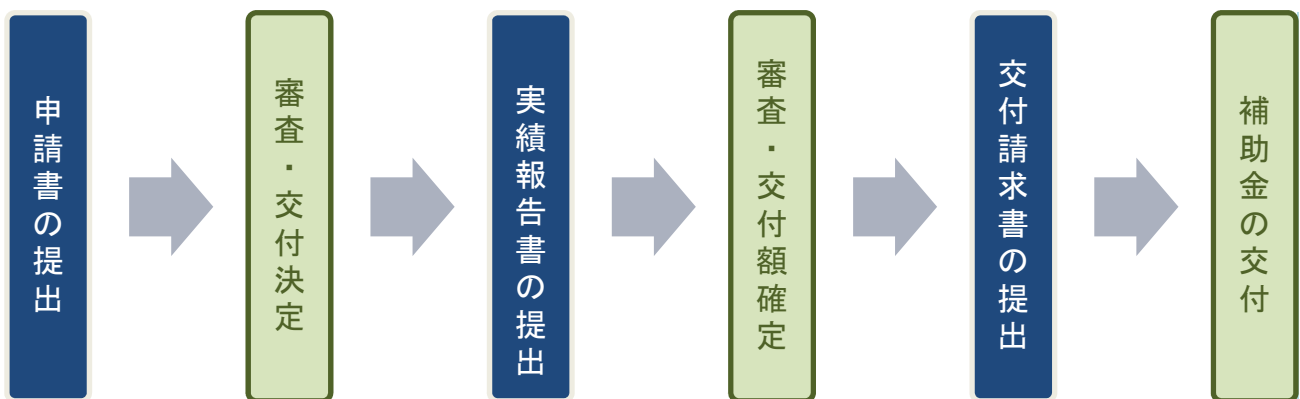 申請書の提出
審査・交付決定
実績報告書の提出
審査・交付額確定
交付請求書の提出
補助金の交付